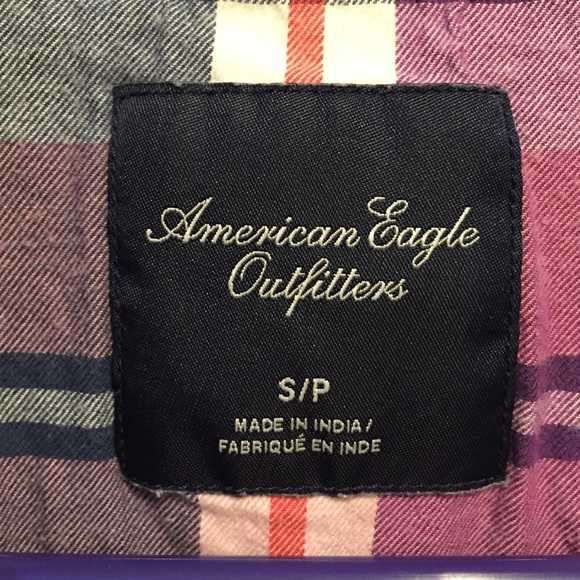 American Eagle
Outfitters
S/P
MADE IN INDIA/
FABRIQUÉ EN INDE